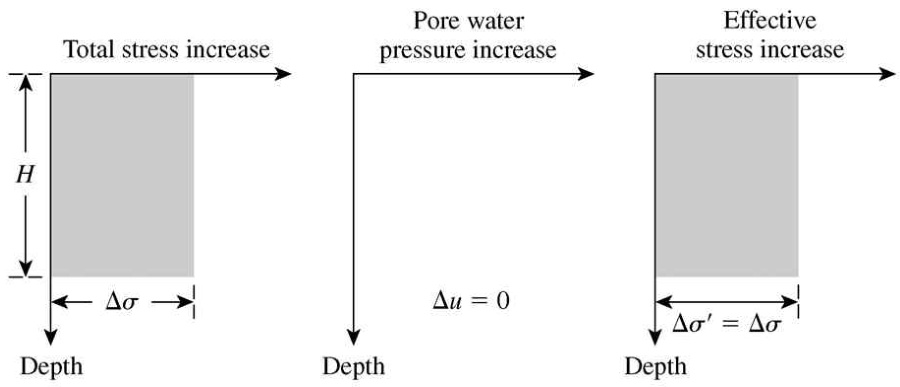 Total stress increase
H
Δσ
Depth
Pore water
pressure increase
Δu = 0
Depth
Effective
stress increase
Δσ′ = Δσ
Depth